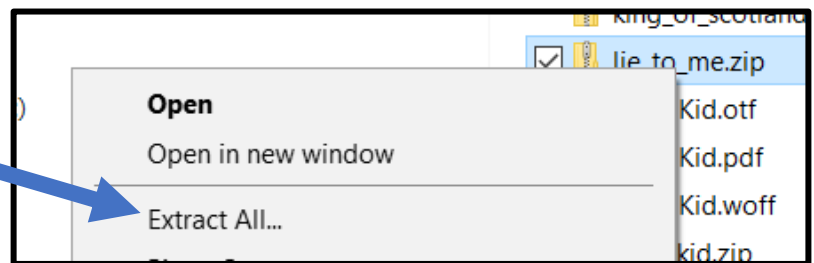 king_of_scotland
lie_to_me.zip
)
Open
Kid.otf
Open in new window
Kid.pdf
Kid.woff
Extract All...
kid.zip